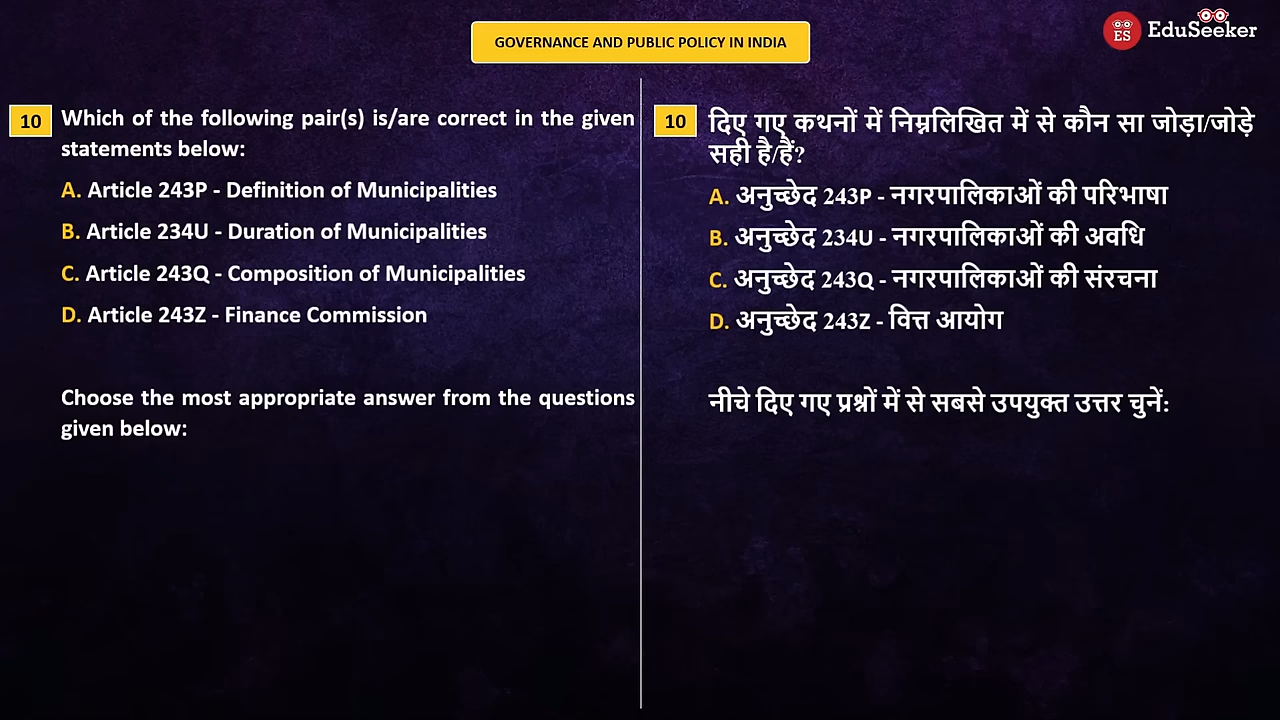 GOVERNANCE AND PUBLIC POLICY IN INDIA
ES EduSeeker
10 Which of the following pair(s) is/are correct in the given
statements below:
A. Article 243P - Definition of Municipalities
B. Article 234U - Duration of Municipalities
C. Article 243Q - Composition of Municipalities
D. Article 243Z - Finance Commission
Choose the most appropriate answer from the questions
given below:
10 दिए गए कथनों में निम्नलिखित में से कौन सा जोड़ा/जोड़े
सही है/हैं?
A. अनुच्छेद 243P - नगरपालिकाओं की परिभाषा
B. अनुच्छेद 234U - नगरपालिकाओं की अवधि
C. अनुच्छेद 243Q - नगरपालिकाओं की संरचना
D. अनुच्छेद 243Z - वित्त आयोग
नीचे दिए गए प्रश्नों में से सबसे उपयुक्त उत्तर चुनें: